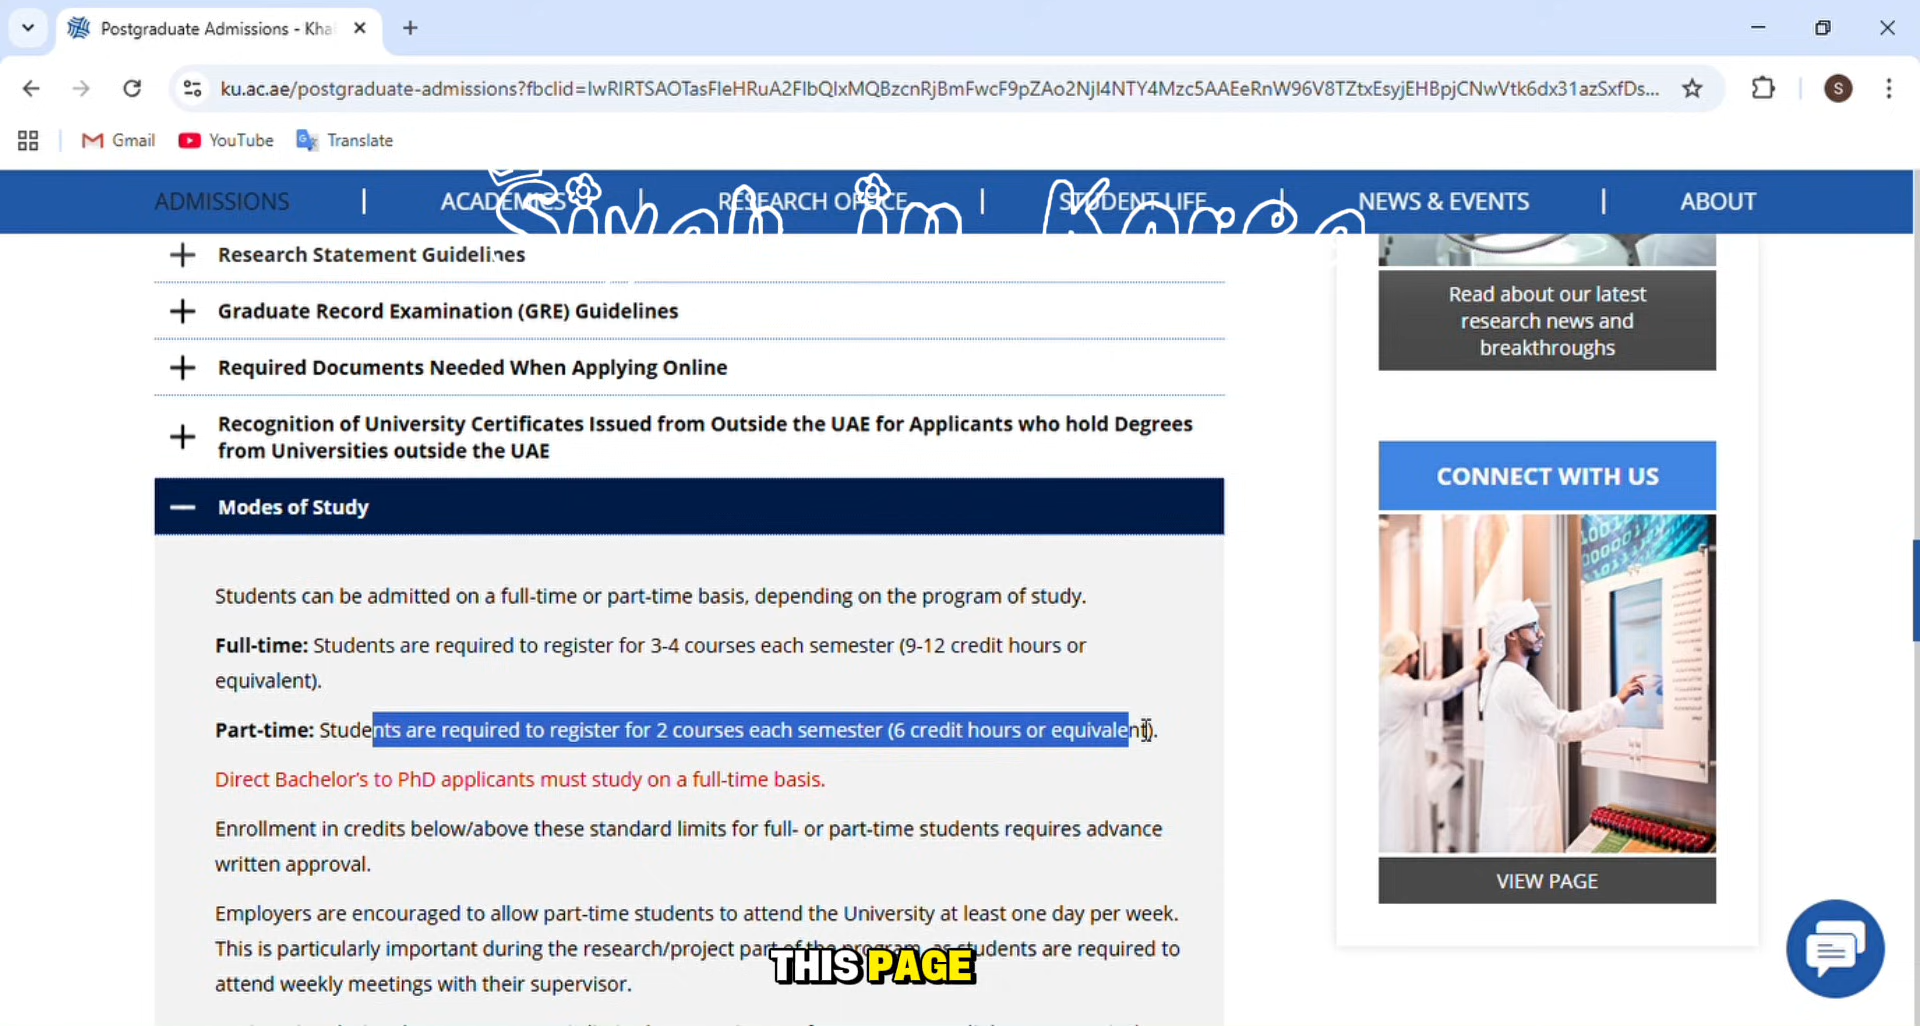 Postgraduate Admissions - Kha
ku.ac.ae/postgraduate-admissions?fbclid=IwRlRTSAOTasFleHRuA2FlbQIxMQBzcnRjBmFwcF9pZAo2NjI4NTY4Mzc5AAEeRnW96V8TZtxEsyjEHBpjCNwVtk6dx31azSxfDs...
S
Gmail
YouTube
Translate
ADMISSIONS | ACADEMICS | RESEARCH OFFICE | STUDENT LIFE | NEWS & EVENTS | ABOUT
in Korea
Research Statement Guidelines
Graduate Record Examination (GRE) Guidelines
Required Documents Needed When Applying Online
Recognition of University Certificates Issued from Outside the UAE for Applicants who hold Degrees
from Universities outside the UAE
Modes of Study
Students can be admitted on a full-time or part-time basis, depending on the program of study.
Full-time: Students are required to register for 3-4 courses each semester (9-12 credit hours or
equivalent).
Part-time: Students are required to register for 2 courses each semester (6 credit hours or equivalent).
Direct Bachelor's to PhD applicants must study on a full-time basis.
Enrollment in credits below/above these standard limits for full- or part-time students requires advance
written approval.
Employers are encouraged to allow part-time students to attend the University at least one day per week.
This is particularly important during the research/project part of the program, as students are required to
attend weekly meetings with their supervisor.
THIS PAGE
Read about our latest
research news and
breakthroughs
CONNECT WITH US
VIEW PAGE